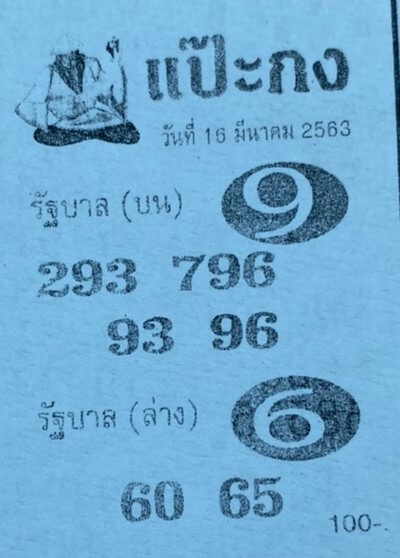 แป๊ะกง
วันที่ 16 มีนาคม 2563
รัฐบาล (บน) 9
293 796
93 96
รัฐบาล (ล่าง) 6
60 65
100-.